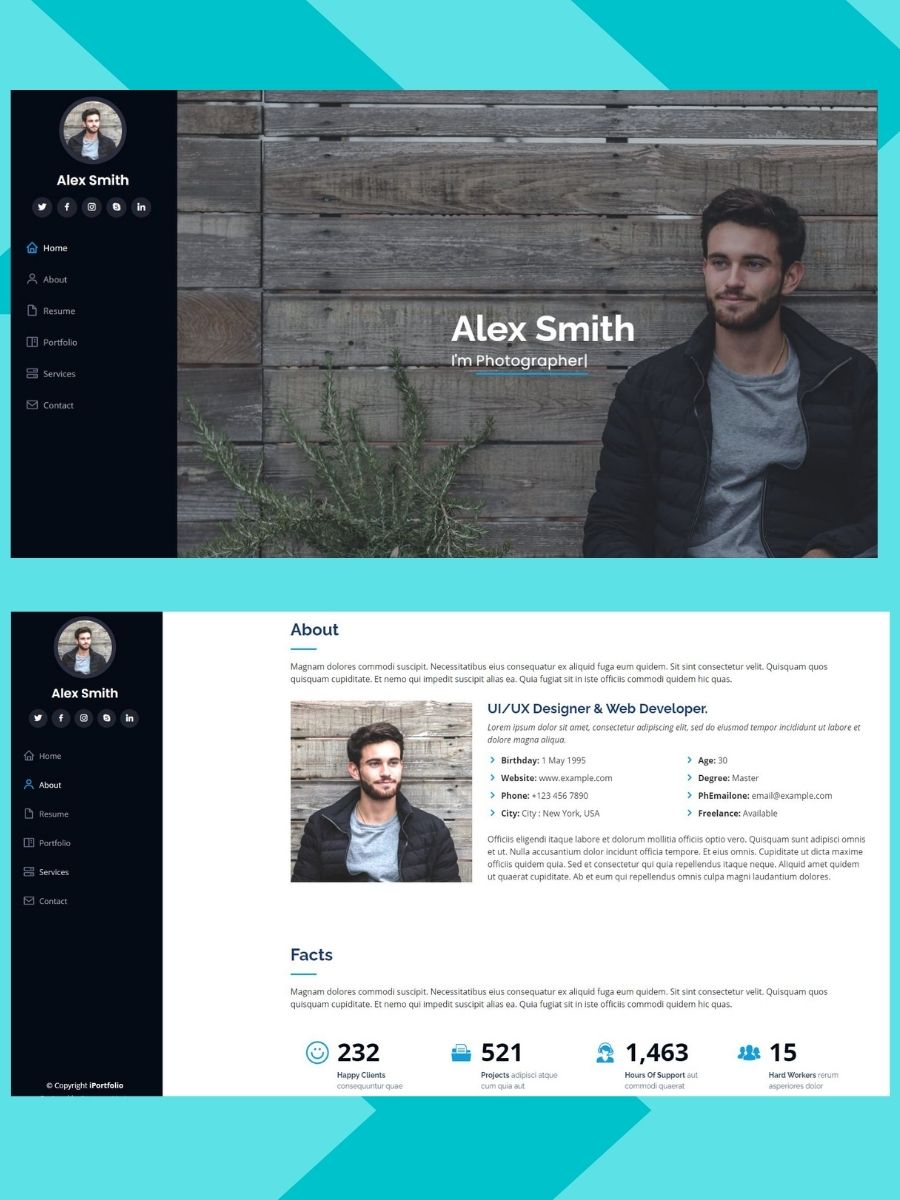 Alex Smith
Home
About
Resume
Portfolio
Services
Contact
Alex Smith
I'm Photographer|
Alex Smith
Home
About
Resume
Portfolio
Services
Contact
© Copyright iPortfolio
About
Magnam dolores commodi suscipit. Necessitatibus eius consequatur ex aliquid fuga eum quidem. Sit sint consectetur velit. Quisquam quos
quisquam cupiditate. Et nemo qui impedit suscipit alias ea. Quia fugiat sit in iste officiis commodi quidem hic quas.
UI/UX Designer & Web Developer.
Lorem ipsum dolor sit amet, consectetur adipiscing elit, sed do eiusmod tempor incididunt ut labore et
dolore magna aliqua.
Birthday: 1 May 1995
Age: 30
Website: www.example.com
Degree: Master
Phone: +123 456 7890
PhEmailone: email@example.com
City: City : New York, USA
Freelance: Available
Officiis eligendi itaque labore et dolorum mollitia officiis optio vero. Quisquam sunt adipisci omnis
et ut. Nulla accusantium dolor incidunt officia tempore. Et eius omnis. Cupiditate ut dicta maxime
officiis quidem quia. Sed et consectetur qui quia repellendus itaque neque. Aliquid amet quidem
ut quaerat cupiditate. Ab et eum qui repellendus omnis culpa magni laudantium dolores.
Facts
Magnam dolores commodi suscipit. Necessitatibus eius consequatur ex aliquid fuga eum quidem. Sit sint consectetur velit. Quisquam quos
quisquam cupiditate. Et nemo qui impedit suscipit alias ea. Quia fugiat sit in iste officiis commodi quidem hic quas.
232
Happy Clients
consequuntur quae
521
Projects adipisci atque
cum quia aut
1,463
Hours Of Support aut
commodi quaerat
15
Hard Workers rerum
asperiores dolor